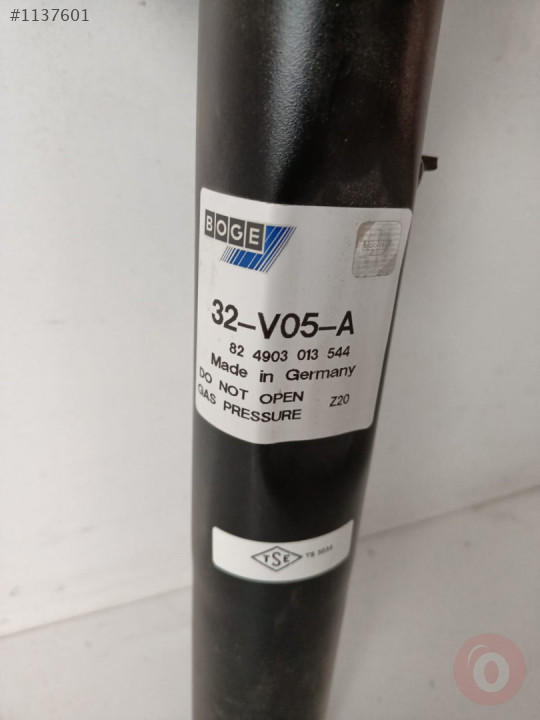 #1137601
BOGE
32-V05-A
82 4903 013 544
Made in Germany
DO NOT OPEN
GAS PRESSURE Z20
TSE